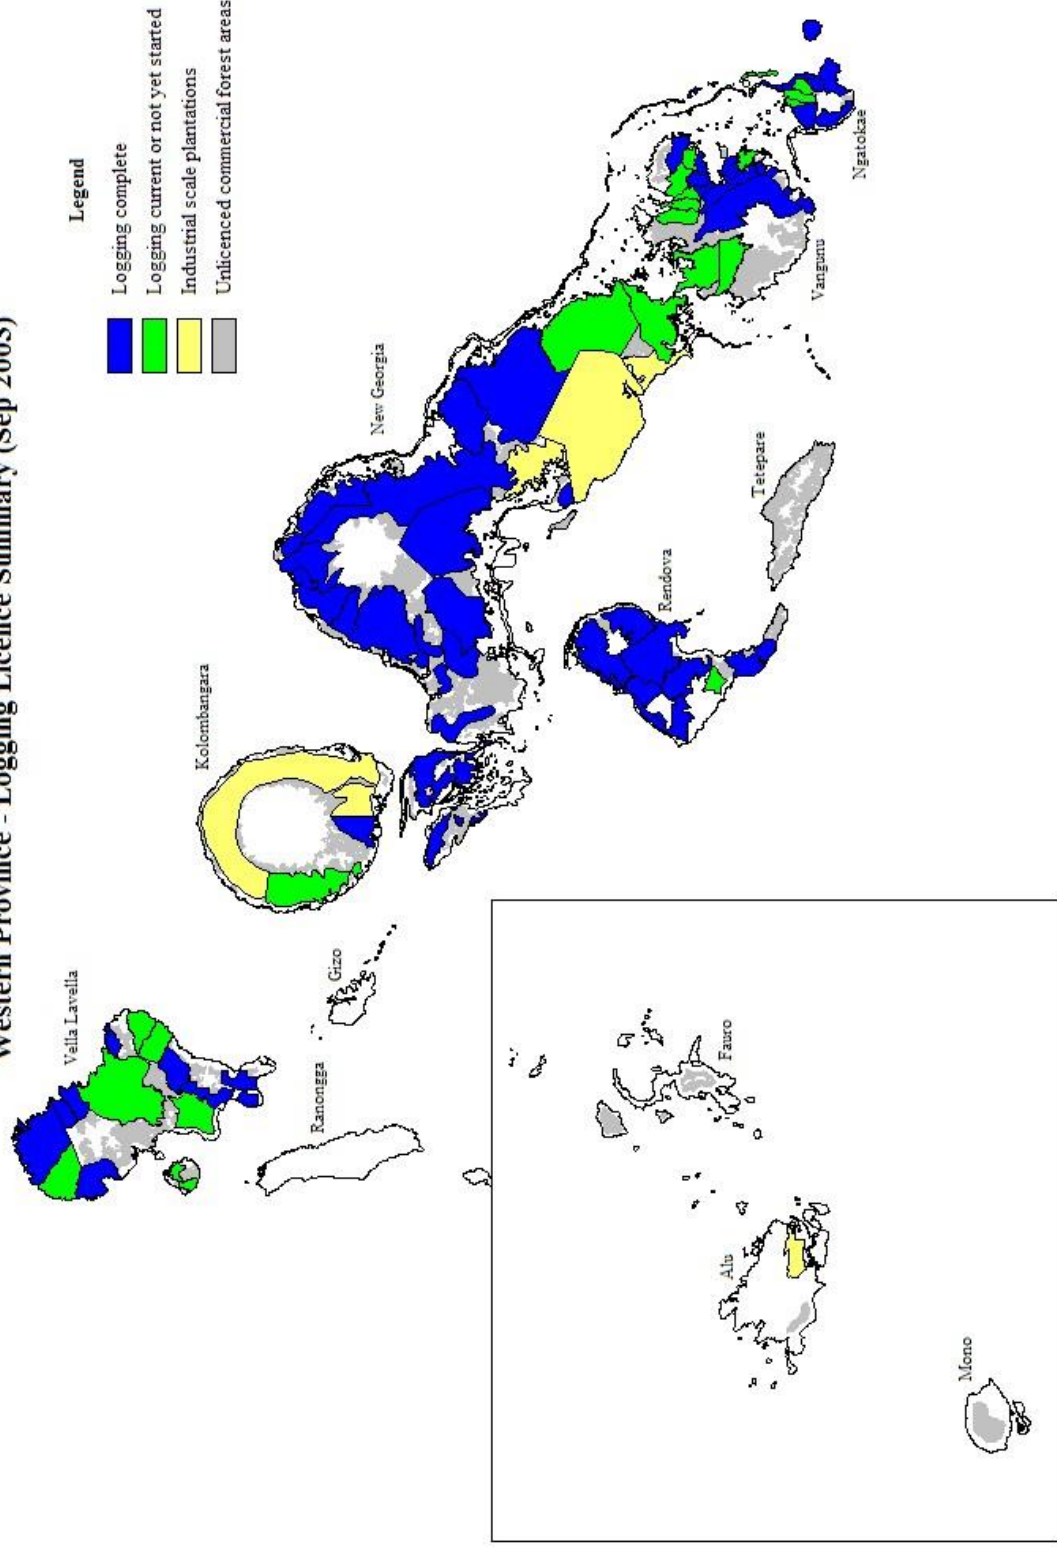 Western Province - Logging Licence Summary (Sep 2005)
Legend
Logging complete
Logging current or not yet started
Industrial scale plantations
Unlicenced commercial forest areas
Vella Lavella
Kolombangara
New Georgia
Gizo
Ranongga
Rendova
Tetepare
Vangunu
Ngatokae
Fauro
Alu
Mono